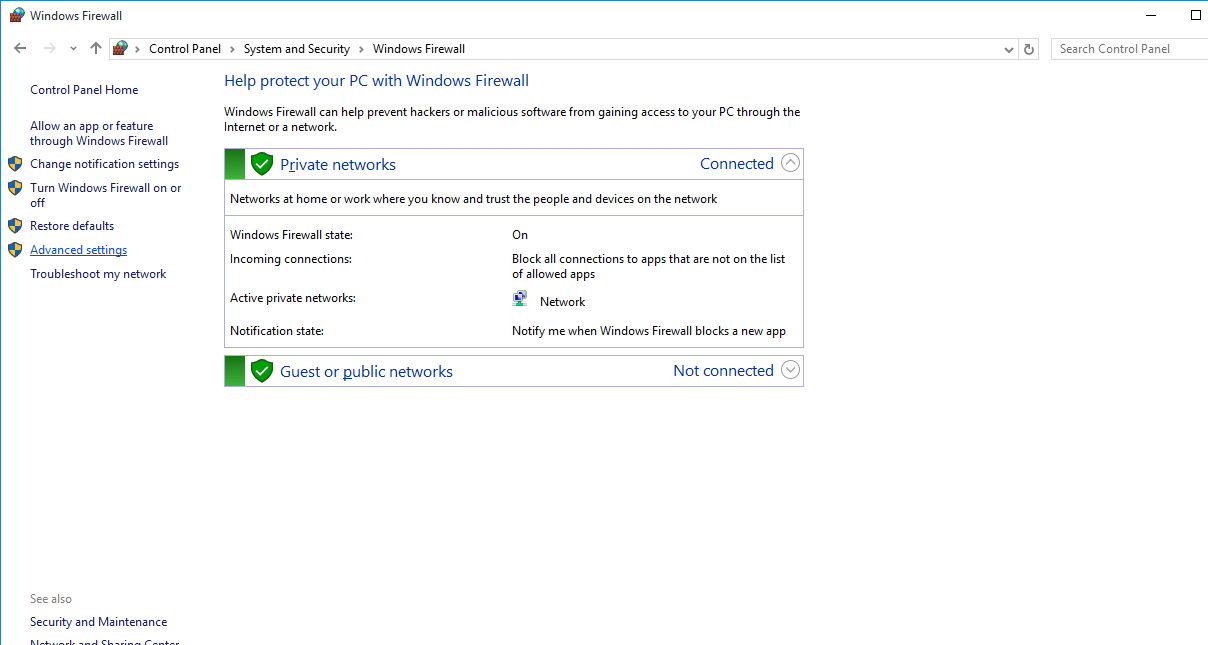 Windows Firewall
Control Panel > System and Security > Windows Firewall
Search Control Panel
Control Panel Home
Allow an app or feature
through Windows Firewall
Change notification settings
Turn Windows Firewall on or
off
Restore defaults
Advanced settings
Troubleshoot my network
Help protect your PC with Windows Firewall
Windows Firewall can help prevent hackers or malicious software from gaining access to your PC through the
Internet or a network.
Private networks Connected
Networks at home or work where you know and trust the people and devices on the network
Windows Firewall state: On
Incoming connections: Block all connections to apps that are not on the list
of allowed apps
Active private networks: Network
Notification state: Notify me when Windows Firewall blocks a new app
Guest or public networks Not connected
See also
Security and Maintenance
Network and Sharing Center